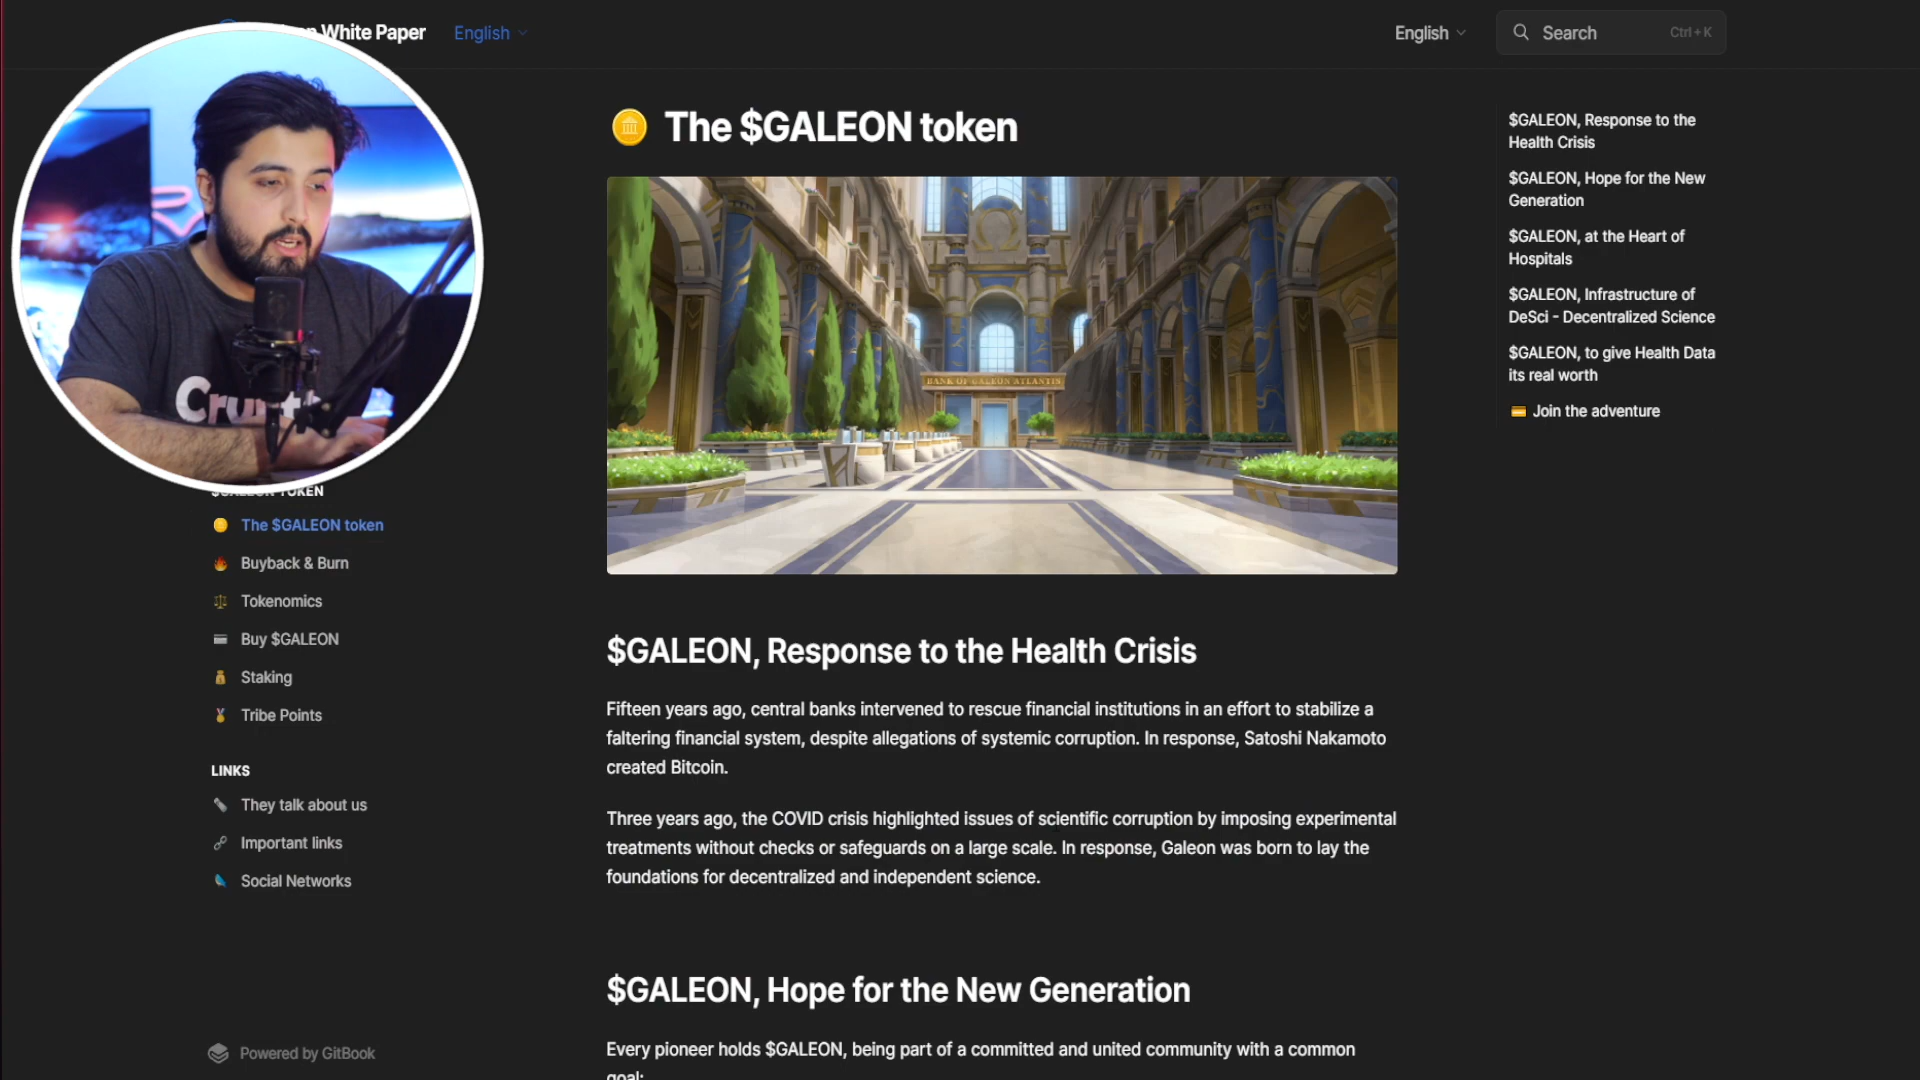 White Paper
English
English
Search
Ctrl + K
The $GALEON token
BANK OF GALEON ATLANTIS
$GALEON, Response to the
Health Crisis
$GALEON, Hope for the New
Generation
$GALEON, at the Heart of
Hospitals
$GALEON, Infrastructure of
DeSci - Decentralized Science
$GALEON, to give Health Data
its real worth
Join the adventure
$GALEON TOKEN
The $GALEON token
Buyback & Burn
Tokenomics
Buy $GALEON
Staking
Tribe Points
LINKS
They talk about us
Important links
Social Networks
Powered by GitBook
$GALEON, Response to the Health Crisis
Fifteen years ago, central banks intervened to rescue financial institutions in an effort to stabilize a
faltering financial system, despite allegations of systemic corruption. In response, Satoshi Nakamoto
created Bitcoin.
Three years ago, the COVID crisis highlighted issues of scientific corruption by imposing experimental
treatments without checks or safeguards on a large scale. In response, Galeon was born to lay the
foundations for decentralized and independent science.
$GALEON, Hope for the New Generation
Every pioneer holds $GALEON, being part of a committed and united community with a common
goal: